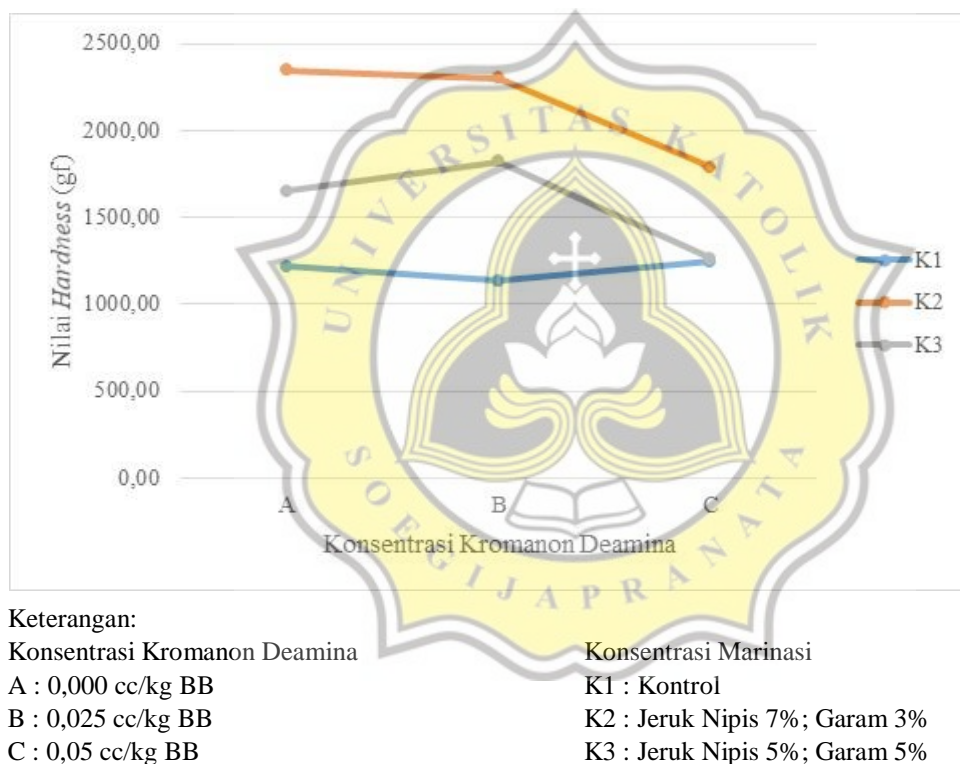 2500,00
2000,00
1500,00
1000,00
500,00
0,00
Nilai Hardness (gf)
A B C
Konsentrasi Kromanon Deamina
K1
K2
K3
UNIVERSITAS KATOLIK
SOEGIJAPRANATA
Keterangan:
Konsentrasi Kromanon Deamina
A : 0,000 cc/kg BB
B : 0,025 cc/kg BB
C : 0,05 cc/kg BB
Konsentrasi Marinasi
K1 : Kontrol
K2 : Jeruk Nipis 7%; Garam 3%
K3 : Jeruk Nipis 5%; Garam 5%